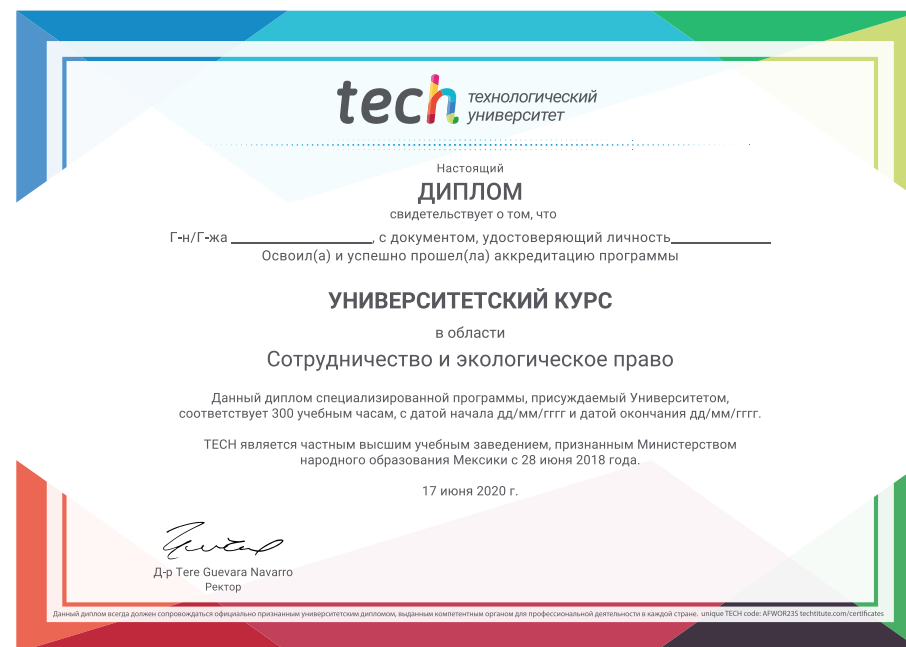 tech технологический
университет
Настоящий
ДИПЛОМ
свидетельствует о том, что
Г-н/Г-жа ____________________, с документом, удостоверяющий личность______________
Освоил(а) и успешно прошел(ла) аккредитацию программы
УНИВЕРСИТЕТСКИЙ КУРС
в области
Сотрудничество и экологическое право
Данный диплом специализированной программы, присуждаемый Университетом,
соответствует 300 учебным часам, с датой начала дд/мм/гггг и датой окончания дд/мм/гггг.
TECH является частным высшим учебным заведением, признанным Министерством
народного образования Мексики с 28 июня 2018 года.
17 июня 2020 г.
Д-р Tere Guevara Navarro
Ректор
Данный диплом всегда должен сопровождаться официально признанным университетским дипломом, выданным компетентным органом для профессиональной деятельности в каждой стране. unique TECH code: AFWOR23S techtitute.com/certificates